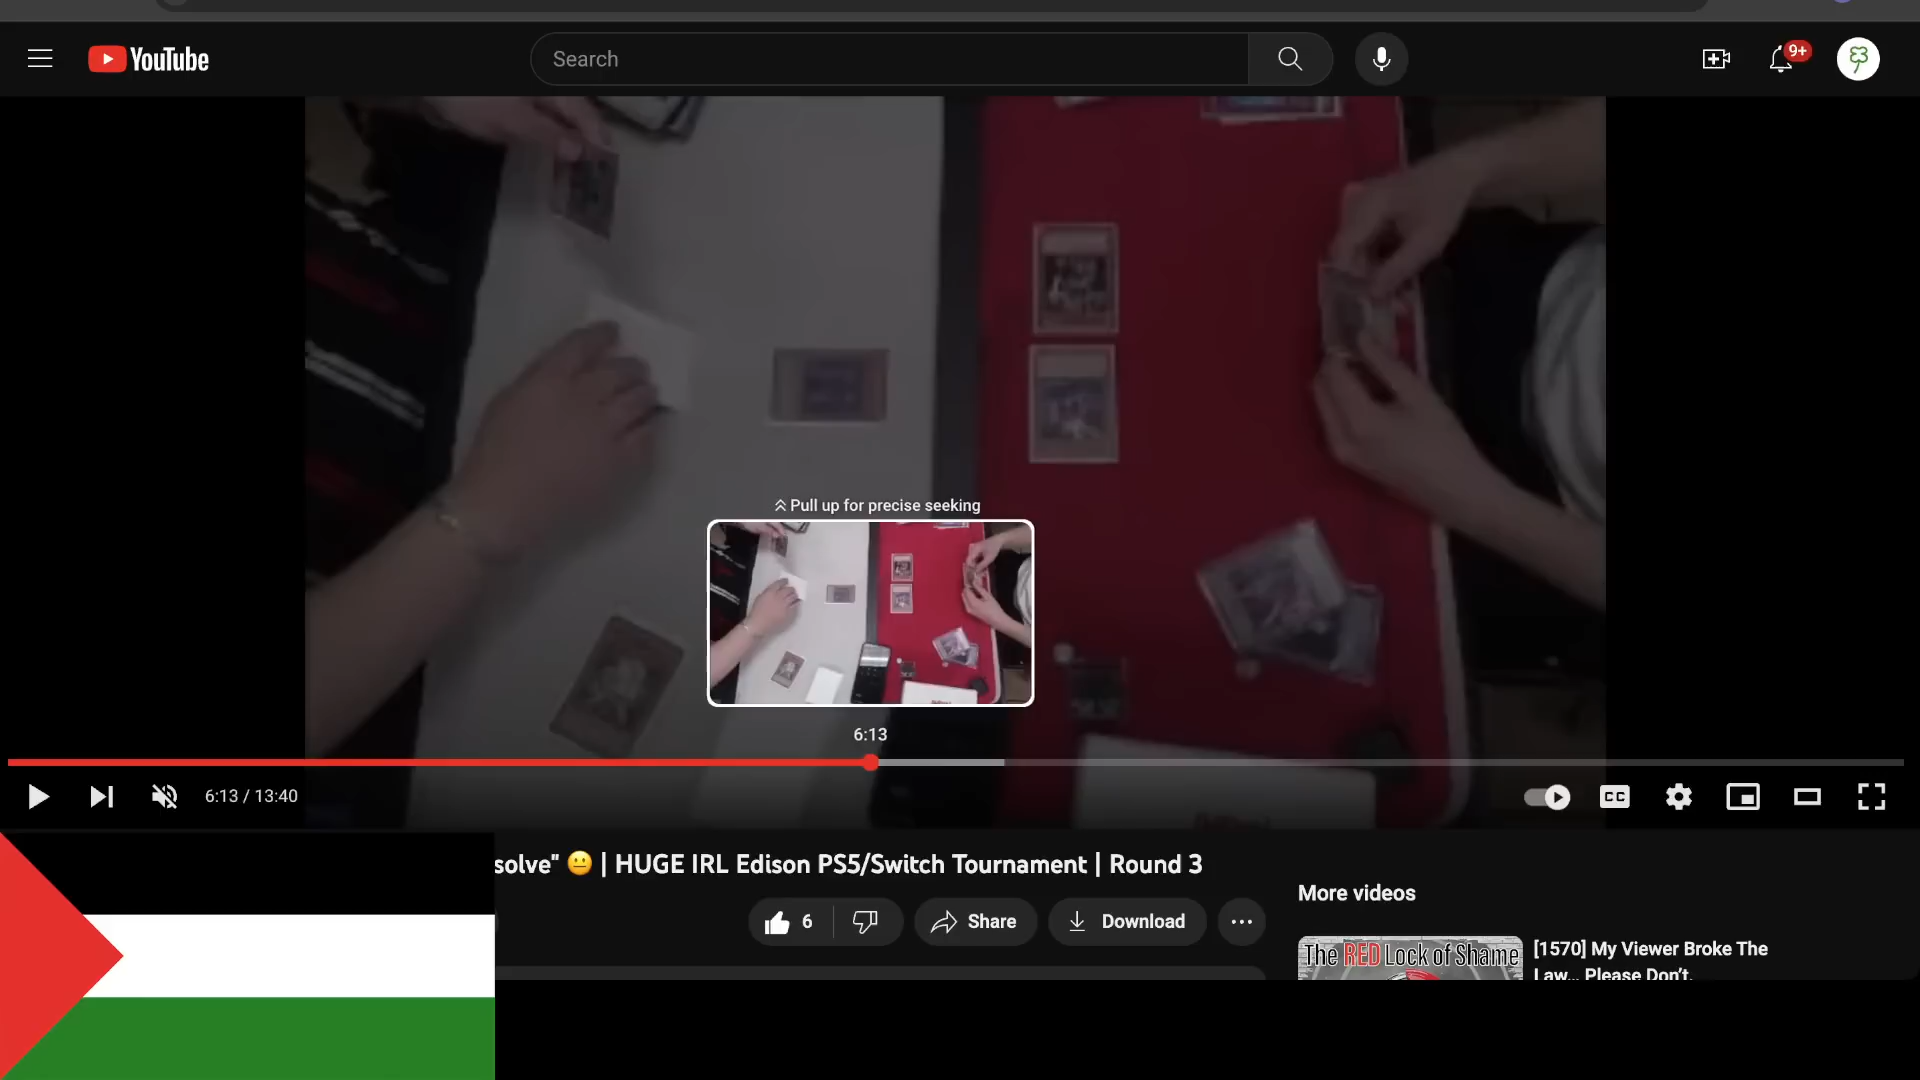 YouTube
Search
9+
Pull up for precise seeking
6:13
6:13 / 13:40
CC
solve" 😐 | HUGE IRL Edison PS5/Switch Tournament | Round 3
6
Share
Download
More videos
The RED Lock of Shame
[1570] My Viewer Broke The
Law... Please Don't.